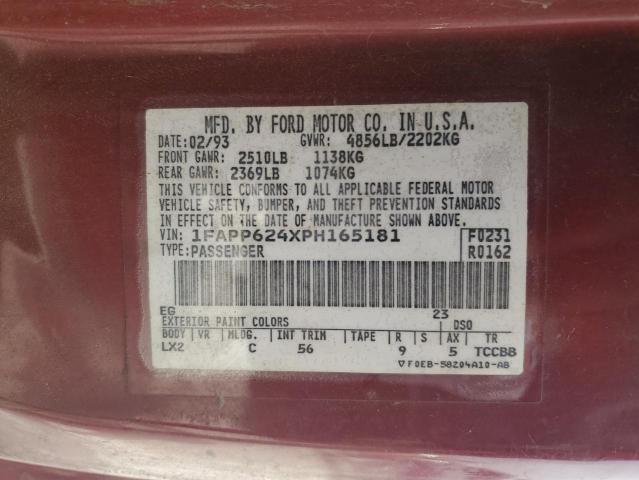 MFD. BY FORD MOTOR CO. IN U.S.A.
DATE: 02/93 GVWR: 4856LB/2202KG
FRONT GAWR: 2510LB 1138KG
REAR GAWR: 2369LB 1074KG
THIS VEHICLE CONFORMS TO ALL APPLICABLE FEDERAL MOTOR
VEHICLE SAFETY, BUMPER, AND THEFT PREVENTION STANDARDS
IN EFFECT ON THE DATE OF MANUFACTURE SHOWN ABOVE.
VIN: 1FAPP624XPH165181 F0231
TYPE: PASSENGER R0162
EG 23
EXTERIOR PAINT COLORS DSO
BODY VR MLDG. INT TRIM TAPE R S AX TR
LX2 C 56 9 5 TCCBB
▽F0EB-58204A10-AB